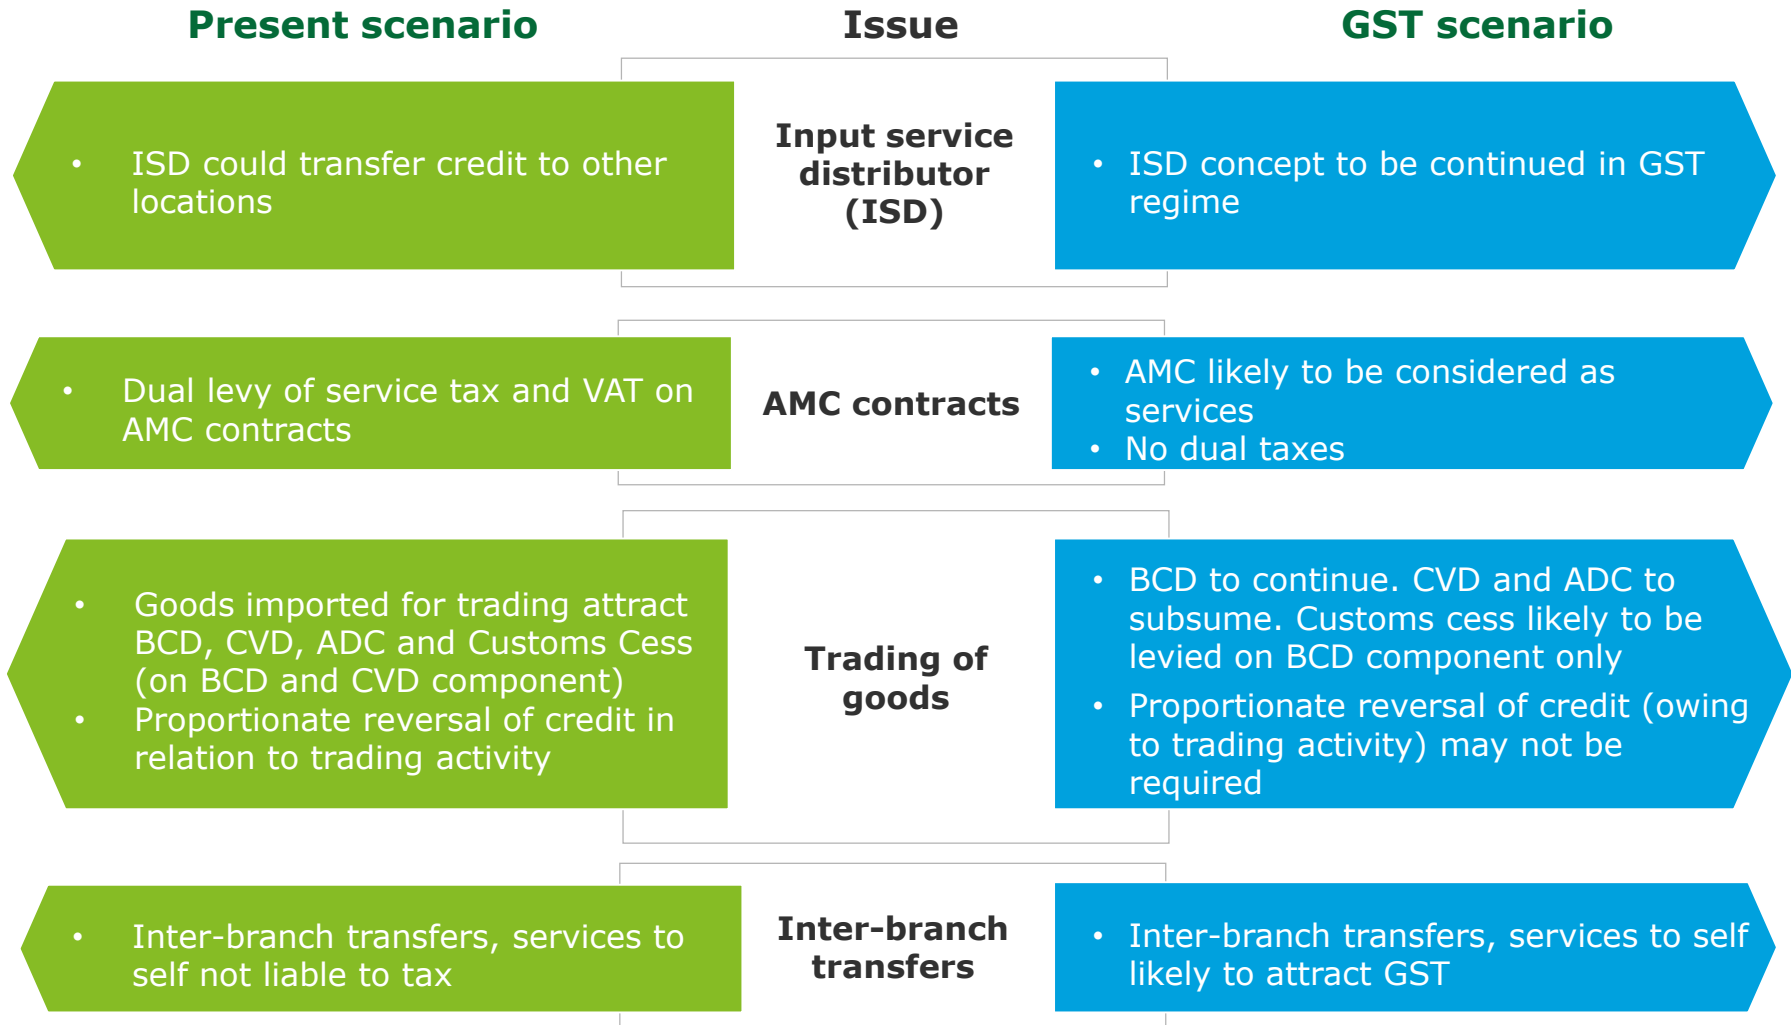 Present scenario
Issue
GST scenario
• ISD could transfer credit to other
locations
Input service
distributor
(ISD)
• ISD concept to be continued in GST
regime
• Dual levy of service tax and VAT on
AMC contracts
AMC contracts
• AMC likely to be considered as
services
• No dual taxes
• Goods imported for trading attract
BCD, CVD, ADC and Customs Cess
(on BCD and CVD component)
• Proportionate reversal of credit in
relation to trading activity
Trading of
goods
• BCD to continue. CVD and ADC to
subsume. Customs cess likely to be
levied on BCD component only
• Proportionate reversal of credit (owing
to trading activity) may not be
required
• Inter-branch transfers, services to
self not liable to tax
Inter-branch
transfers
• Inter-branch transfers, services to self
likely to attract GST